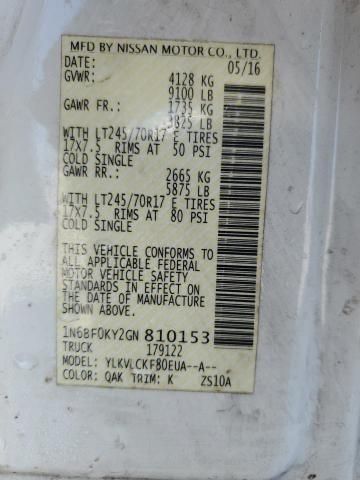 MFD BY NISSAN MOTOR CO., LTD.
DATE: 05/16
GVWR: 4128 KG
9100 LB
GAWR FR.: 1735 KG
3825 LB
WITH LT245/70R17 E TIRES
17X7.5 RIMS AT 50 PSI
COLD SINGLE
GAWR RR.: 2665 KG
5875 LB
WITH LT245/70R17 E TIRES
17X7.5 RIMS AT 80 PSI
COLD SINGLE
THIS VEHICLE CONFORMS TO
ALL APPLICABLE FEDERAL
MOTOR VEHICLE SAFETY
STANDARDS IN EFFECT ON
THE DATE OF MANUFACTURE
SHOWN ABOVE.
1N6BF0KY2GN 810153
TRUCK 179122
MODEL: YLKVLCKF80EUA--A--
COLOR: QAK TRIM: K ZS10A